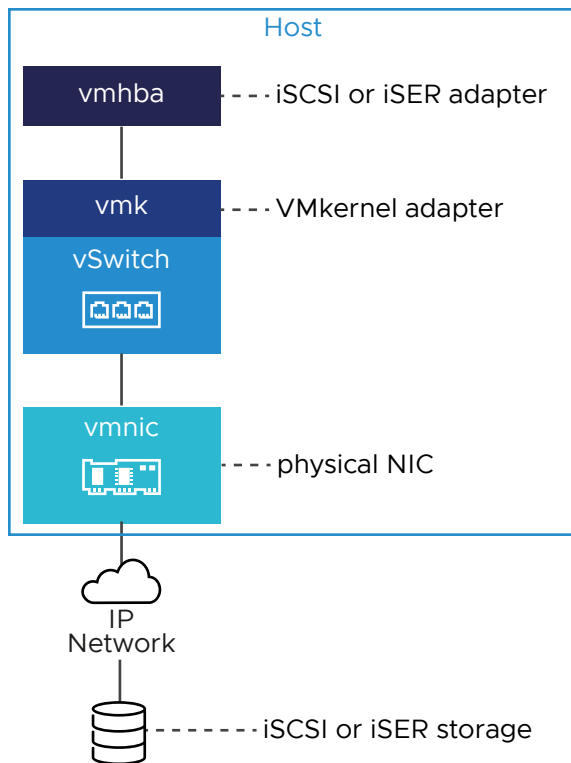 Host
vmhba
iSCSI or iSER adapter
vmk
VMkernel adapter
vSwitch
vmnic
physical NIC
IP
Network
iSCSI or iSER storage